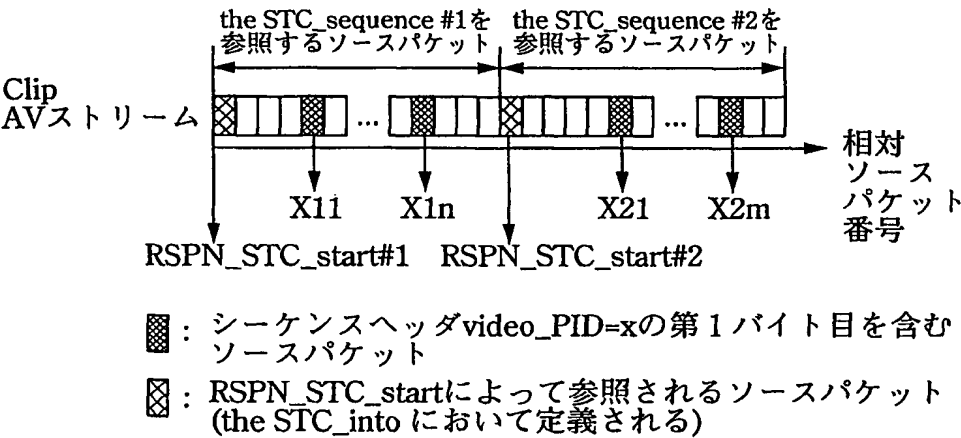 the STC_sequence #1を
参照するソースパケット
the STC_sequence #2を
参照するソースパケット
Clip
AVストリーム
...
...
相対
ソース
パケット
番号
X11
X1n
X21
X2m
RSPN_STC_start#1
RSPN_STC_start#2
: シーケンスヘッダvideo_PID=xの第1バイト目を含む
ソースパケット
: RSPN_STC_startによって参照されるソースパケット
(the STC_into において定義される)